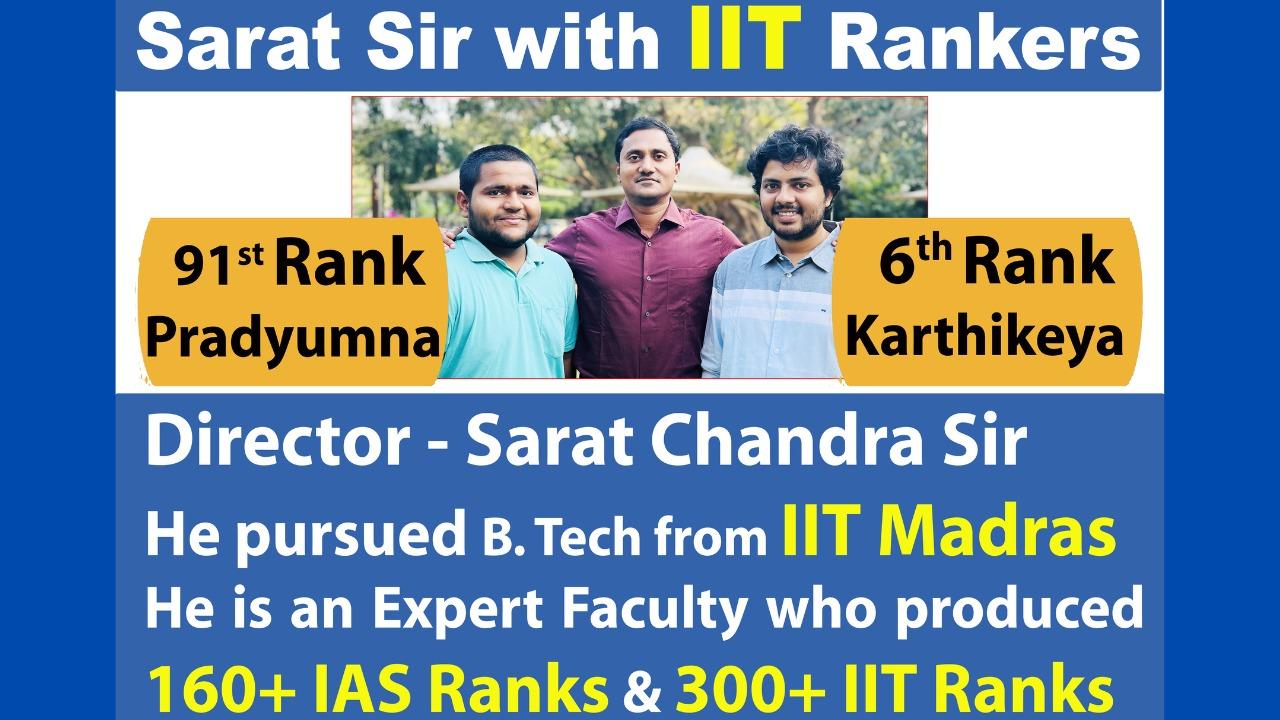 Sarat Sir with IIT Rankers
91st Rank
Pradyumna
6th Rank
Karthikeya
Director - Sarat Chandra Sir
He pursued B. Tech from IIT Madras
He is an Expert Faculty who produced
160+ IAS Ranks & 300+ IIT Ranks